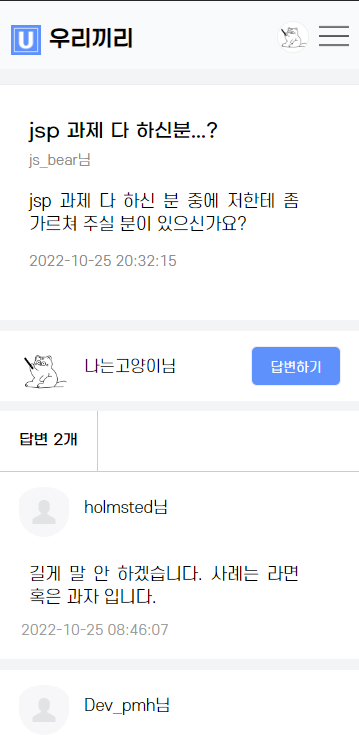 U 우리끼리
jsp 과제 다 하신분...?
js_bear님
jsp 과제 다 하신 분 중에 저한테 좀
가르쳐 주실 분이 있으신가요?
2022-10-25 20:32:15
나는고양이님
답변하기
답변 2개
holmsted님
길게 말 안 하겠습니다. 사례는 라면
혹은 과자 입니다.
2022-10-25 08:46:07
Dev_pmh님